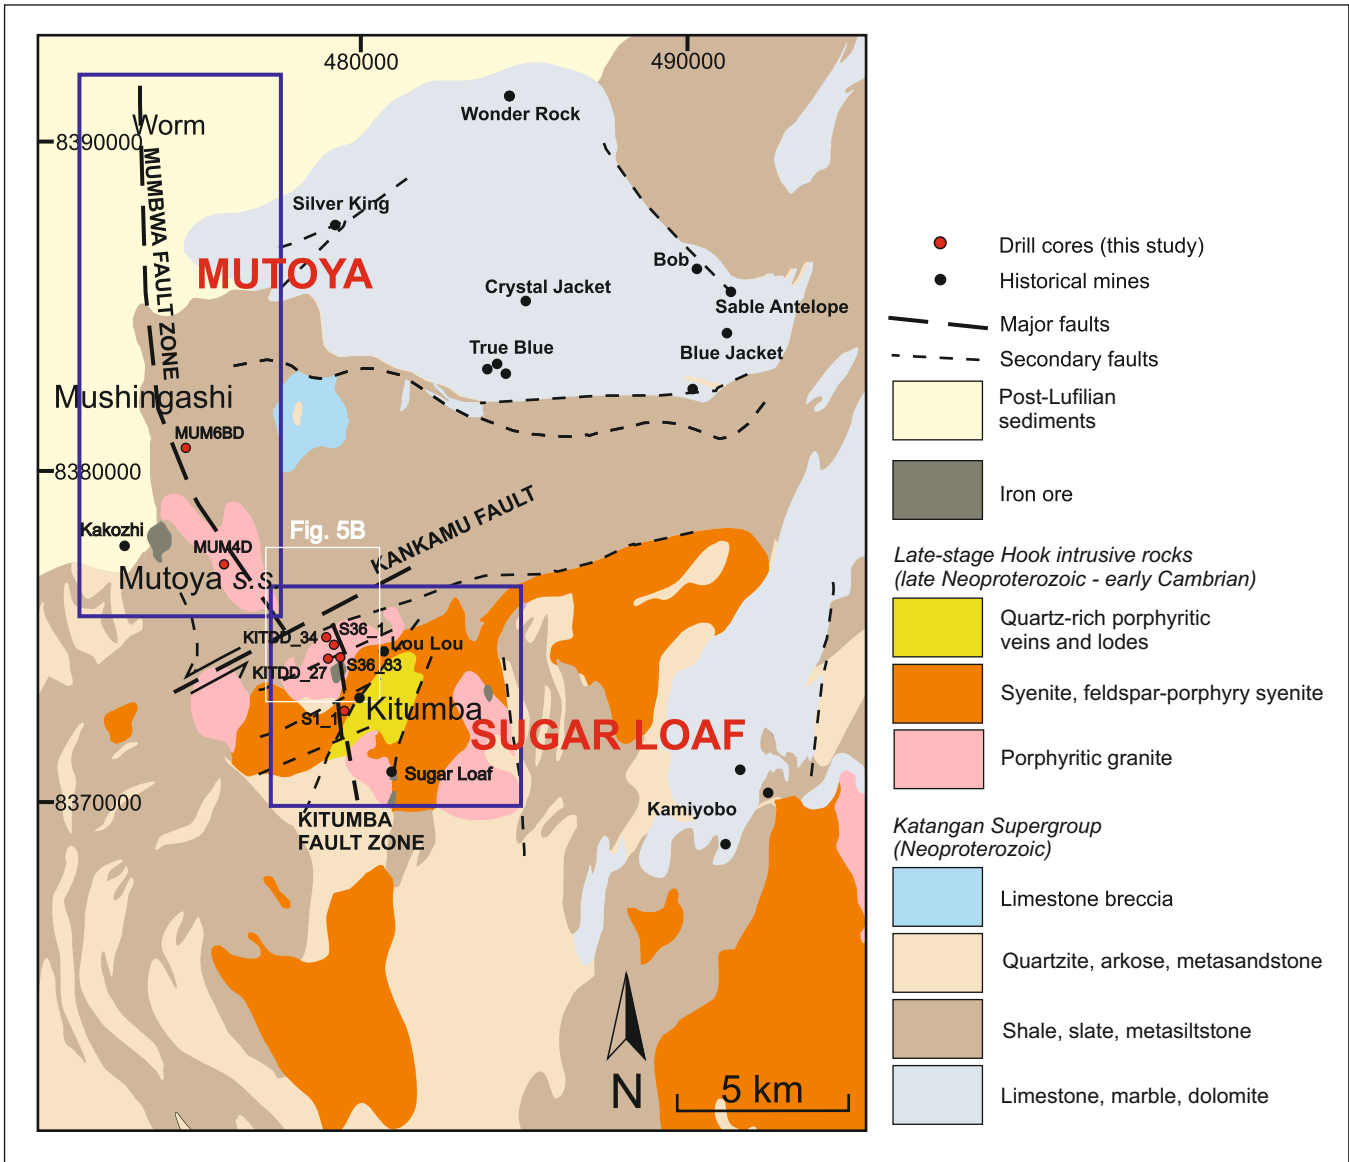 480000
490000
Wonder Rock
Worm
8390000
MUMBWA FAULT ZONE
Silver King
MUTOYA
Bob
Crystal Jacket
Sable Antelope
True Blue
Blue Jacket
Mushingashi
MUM6BD
8380000
Kakozhi
Fig. 5B
KANKAMU FAULT
MUM4D
Mutoya s.s.
KITDD_34
S36_1
Lou Lou
KITDD_27
S36_33
Kitumba
S1_1
SUGAR LOAF
Sugar Loaf
8370000
KITUMBA
FAULT ZONE
Kamiyobo
N
5 km
Drill cores (this study)
Historical mines
Major faults
Secondary faults
Post-Lufilian
sediments
Iron ore
Late-stage Hook intrusive rocks
(late Neoproterozoic - early Cambrian)
Quartz-rich porphyritic
veins and lodes
Syenite, feldspar-porphyry syenite
Porphyritic granite
Katangan Supergroup
(Neoproterozoic)
Limestone breccia
Quartzite, arkose, metasandstone
Shale, slate, metasiltstone
Limestone, marble, dolomite